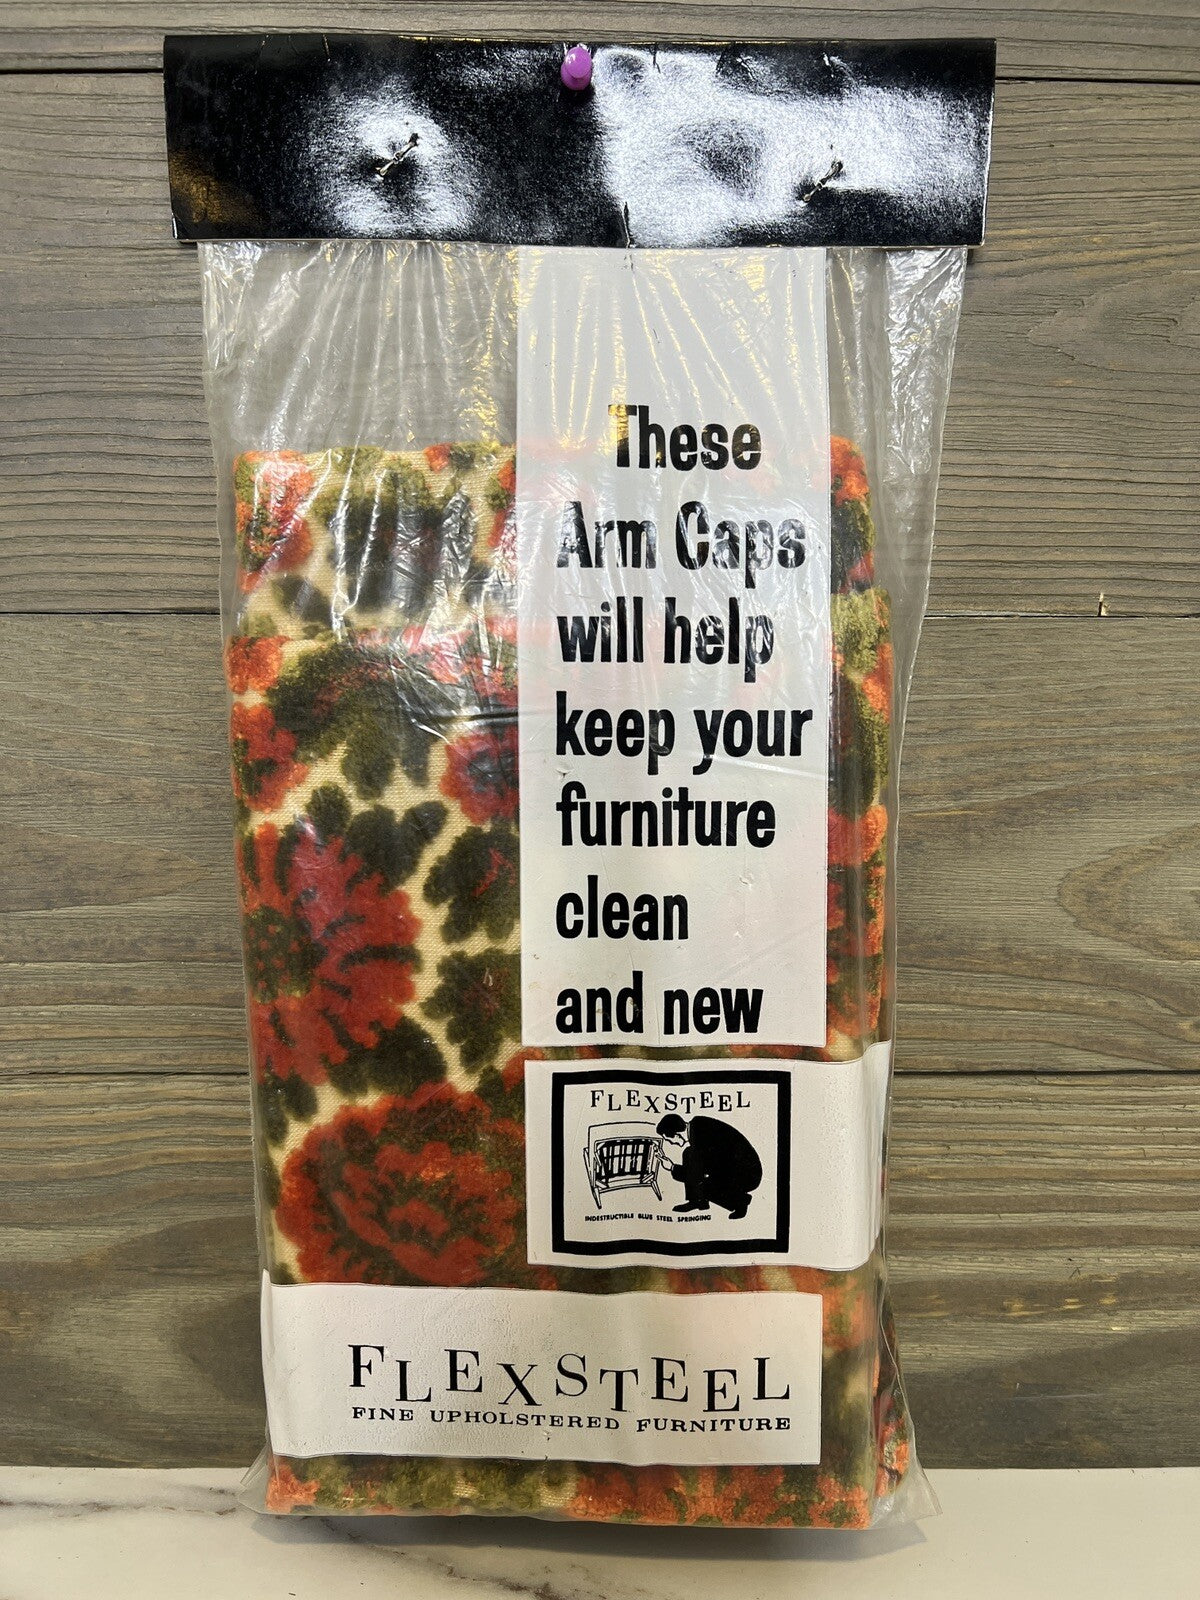 These
Arm Caps
will help
keep your
furniture
clean
and new
FLEXSTEEL
INDESTRUCTIBLE BLUE STEEL SPRINGING
FLEXSTEEL
FINE UPHOLSTERED FURNITURE